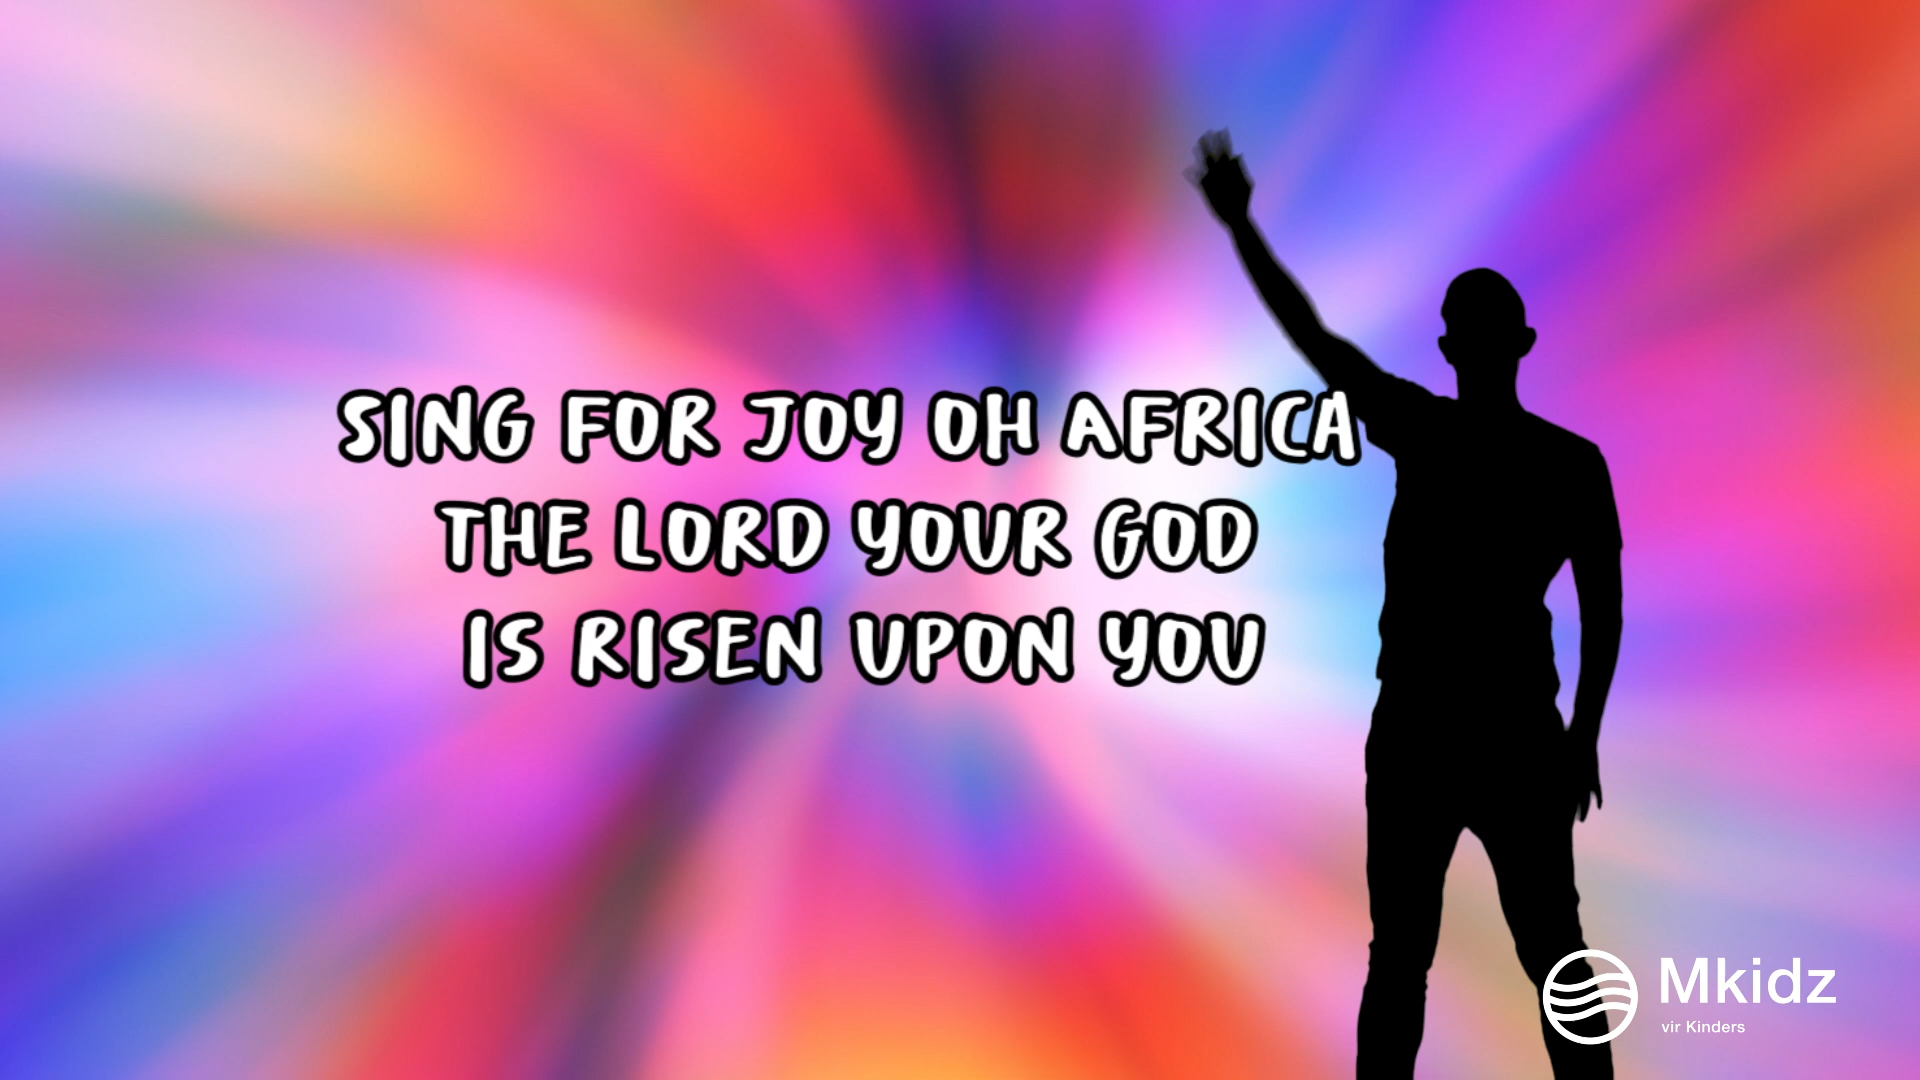 SING FOR JOY OH AFRICA
THE LORD YOUR GOD
IS RISEN UPON YOU
Mkidz
vir Kinders